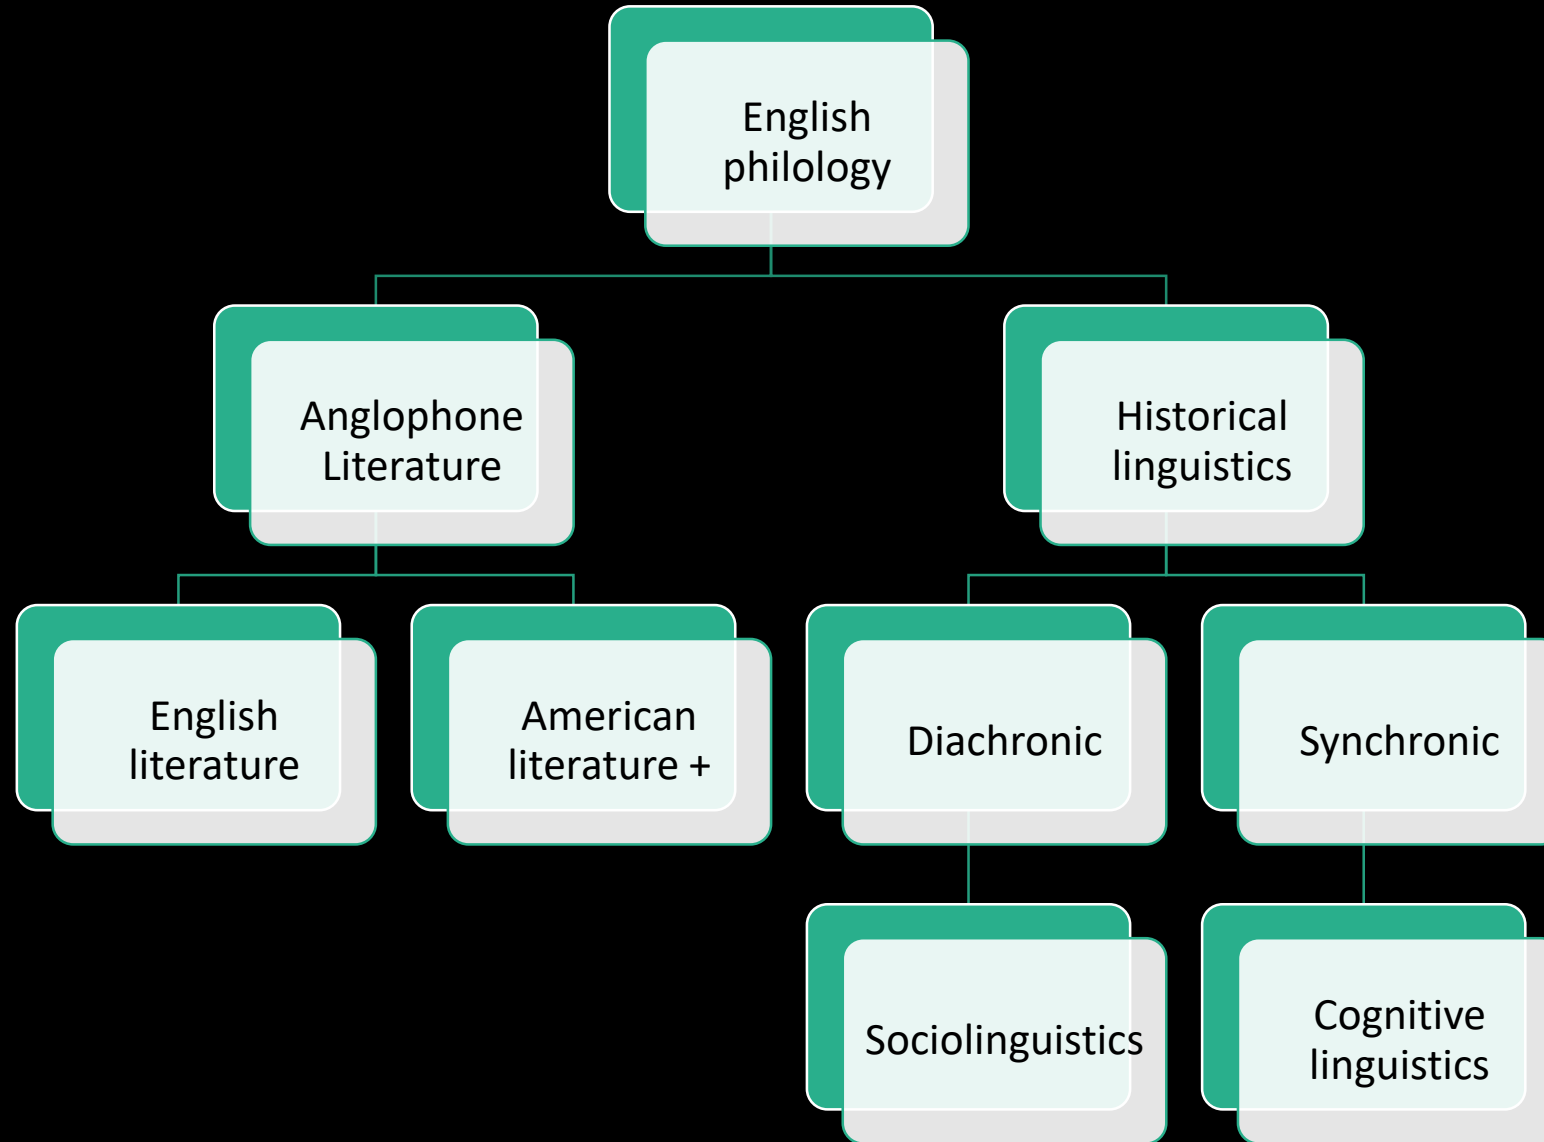 English
philology
Anglophone
Literature
Historical
linguistics
English
literature
American
literature +
Diachronic
Synchronic
Sociolinguistics
Cognitive
linguistics